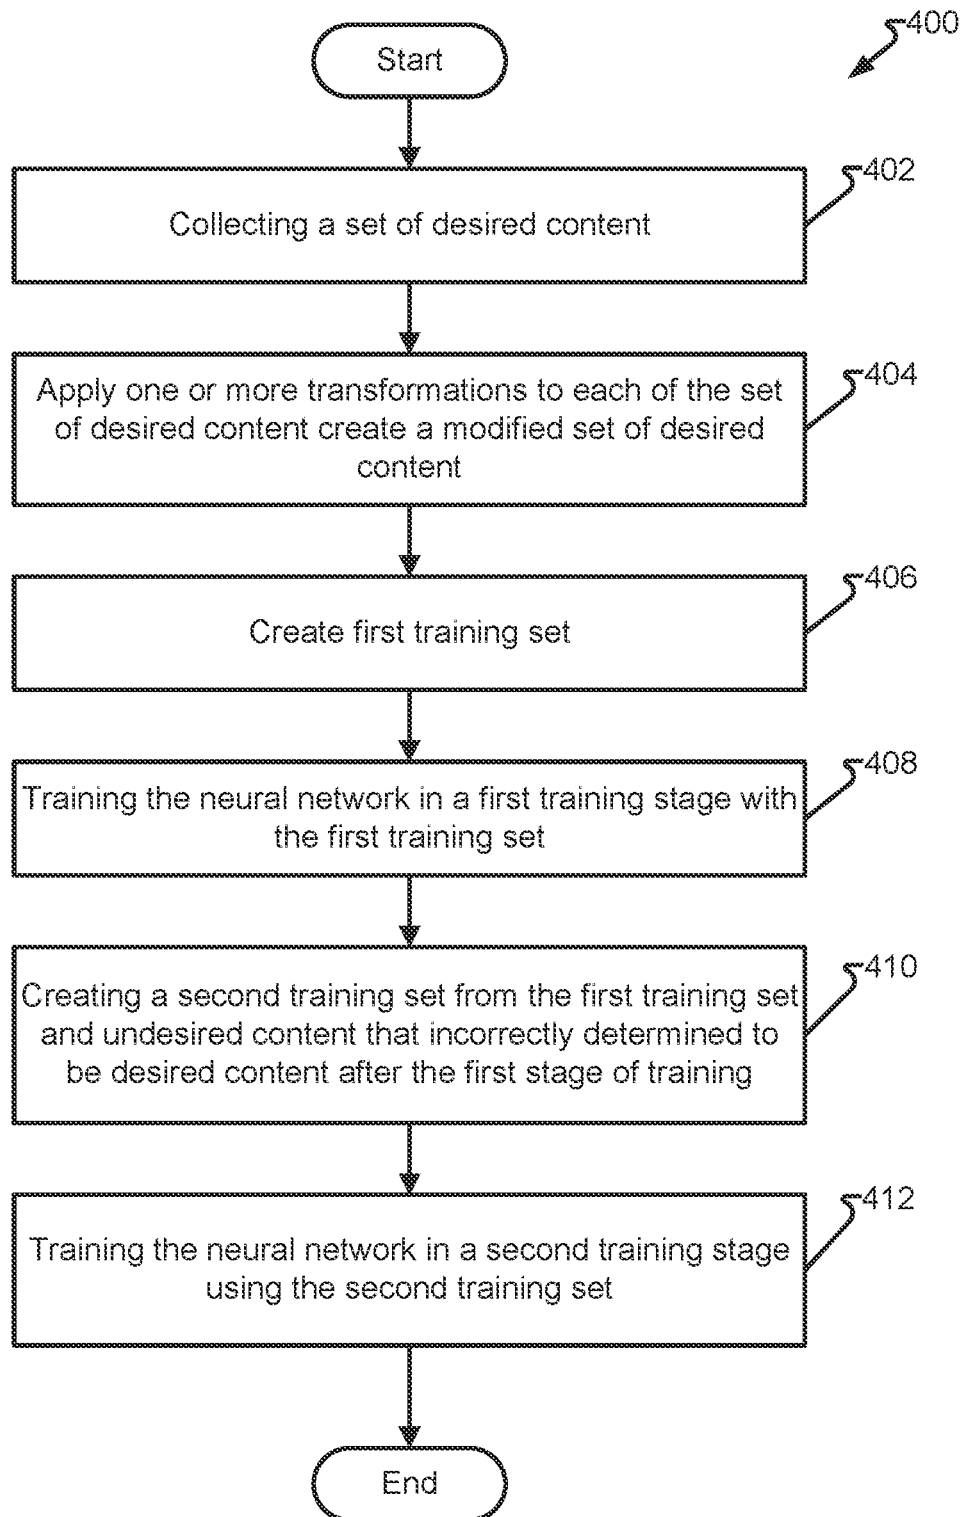 400
Start
402
Collecting a set of desired content
404
Apply one or more transformations to each of the set
of desired content create a modified set of desired
content
406
Create first training set
408
Training the neural network in a first training stage with
the first training set
410
Creating a second training set from the first training set
and undesired content that incorrectly determined to
be desired content after the first stage of training
412
Training the neural network in a second training stage
using the second training set
End